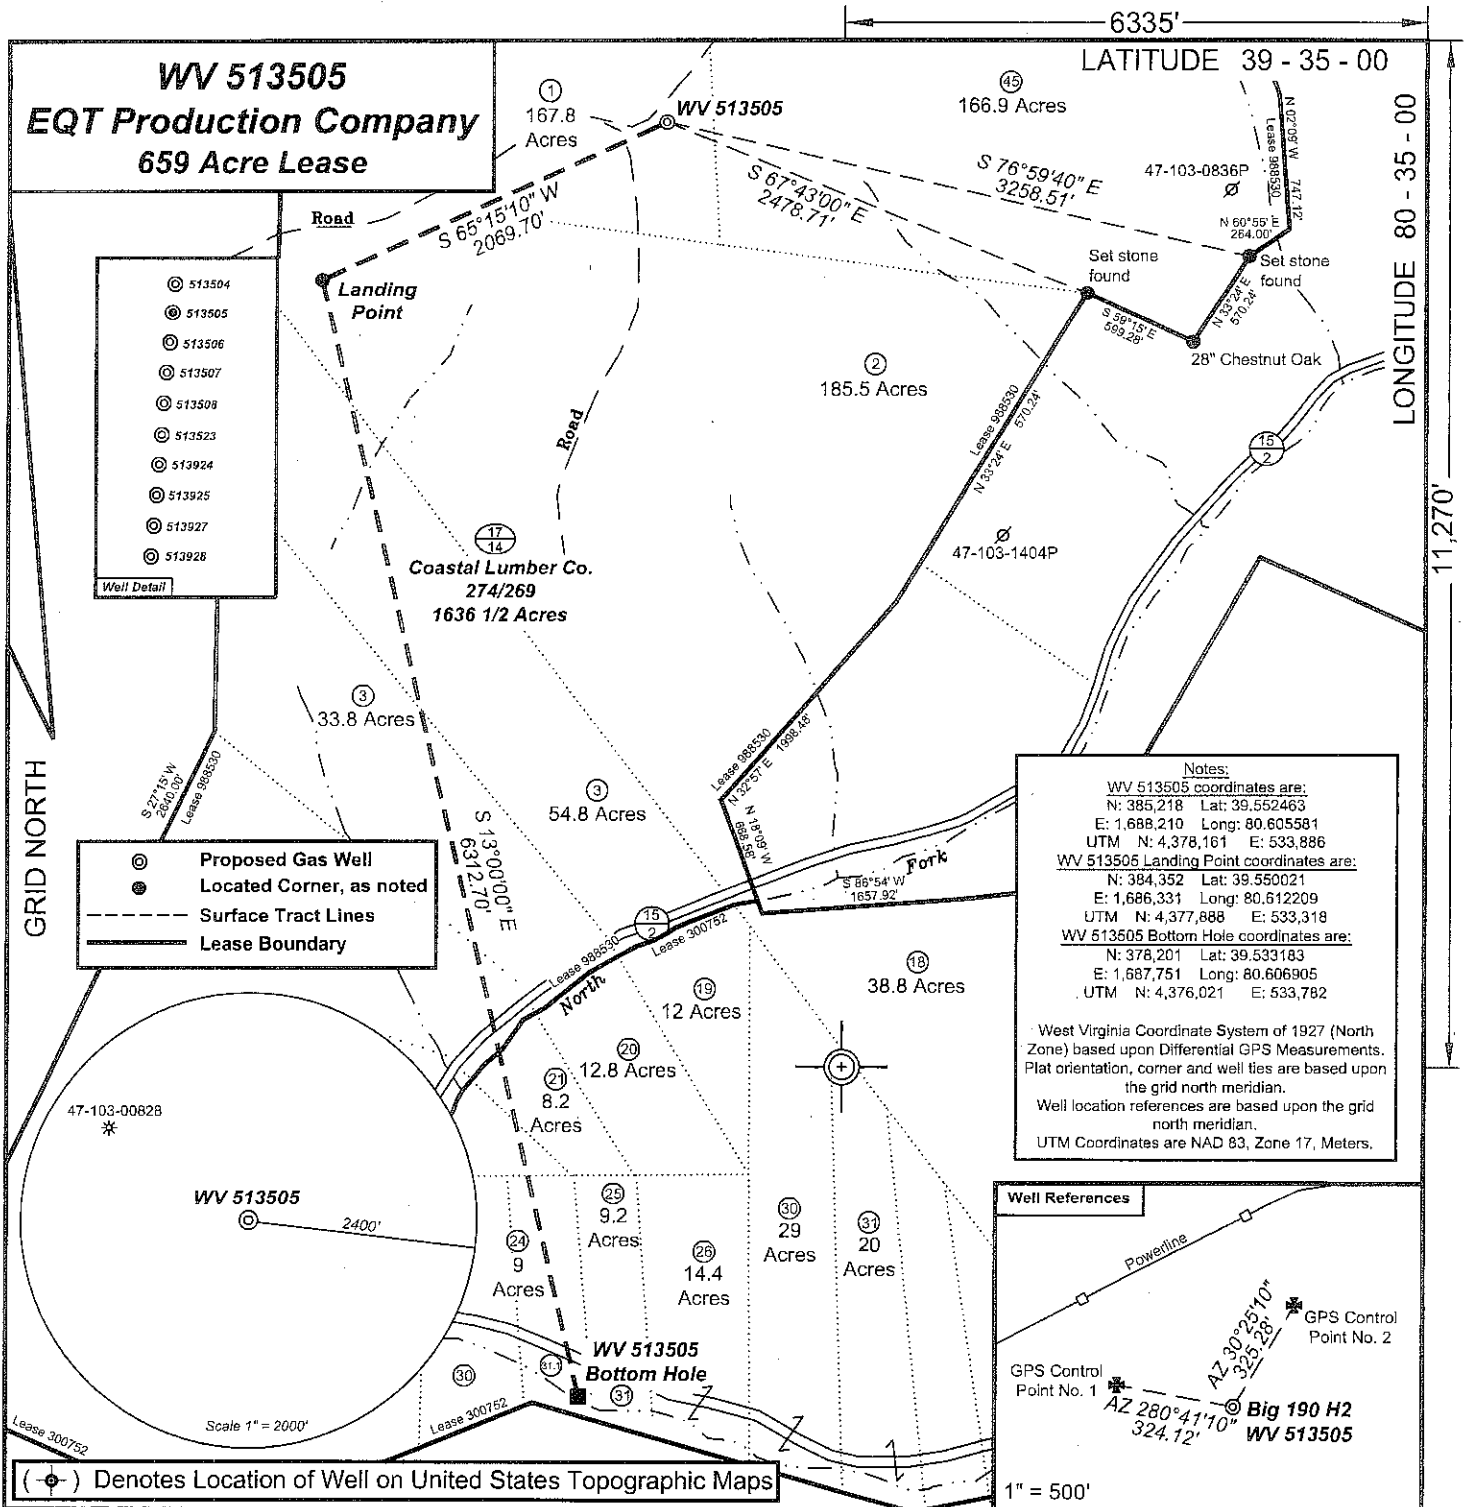 6335'
LATITUDE 39 - 35 - 00
LONGITUDE 80 - 35 - 00
11,270'
WV 513505
EQT Production Company
659 Acre Lease
1
167.8
Acres
WV 513505
45
166.9 Acres
N 02°09' W 747.12'
Lease 988530
47-103-0836P
S 76°59'40" E
3258.51'
S 67°43'00" E
2478.71'
N 60°55' E
264.00'
Road
S 65°15'10" W
2069.70'
Set stone
found
Set stone
found
Landing
Point
S 59°15' E
599.28'
N 33°24' E
570.24'
28" Chestnut Oak
513504
513505
513506
513507
513508
513523
513924
513925
513927
513928
Well Detail
2
185.5 Acres
Road
Lease 988530
N 33°24' E 570.24'
15
2
17
14
Coastal Lumber Co.
274/269
1636 1/2 Acres
47-103-1404P
3
33.8 Acres
GRID NORTH
S 27°15' W
2640.00'
Lease 988530
3
54.8 Acres
Lease 988530
N 32°57' E 1998.48'
N 18°09' W
668.58'
S 13°00'00" E
6312.70'
Proposed Gas Well
Located Corner, as noted
Surface Tract Lines
Lease Boundary
Fork
S 86°54' W
1657.92'
15
2
Lease 988530
Lease 300752
North
Notes:
WV 513505 coordinates are:
N: 385,218 Lat: 39.552463
E: 1,688,210 Long: 80.605581
UTM N: 4,378,161 E: 533,886
WV 513505 Landing Point coordinates are:
N: 384,352 Lat: 39.550021
E: 1,686,331 Long: 80.612209
UTM N: 4,377,888 E: 533,318
WV 513505 Bottom Hole coordinates are:
N: 378,201 Lat: 39.533183
E: 1,687,751 Long: 80.606905
UTM N: 4,376,021 E: 533,782
West Virginia Coordinate System of 1927 (North
Zone) based upon Differential GPS Measurements.
Plat orientation, corner and well ties are based upon
the grid north meridian.
Well location references are based upon the grid
north meridian.
UTM Coordinates are NAD 83, Zone 17, Meters.
18
38.8 Acres
19
12 Acres
20
12.8 Acres
21
8.2
Acres
47-103-00828
WV 513505
2400'
Scale 1" = 2000'
24
9
Acres
25
9.2
Acres
26
14.4
Acres
30
29
Acres
31
20
Acres
WV 513505
Bottom Hole
30
31.1
31
Lease 300752
Lease 300752
Well References
Powerline
GPS Control
Point No. 2
AZ 30°25'10"
325.28'
GPS Control
Point No. 1
AZ 280°41'10"
324.12'
Big 190 H2
WV 513505
1" = 500'
( ) Denotes Location of Well on United States Topographic Maps